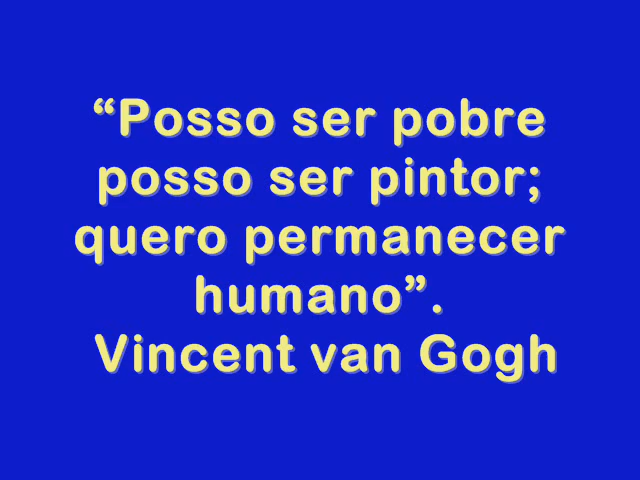 “Posso ser pobre
posso ser pintor;
quero permanecer
humano”.
Vincent van Gogh